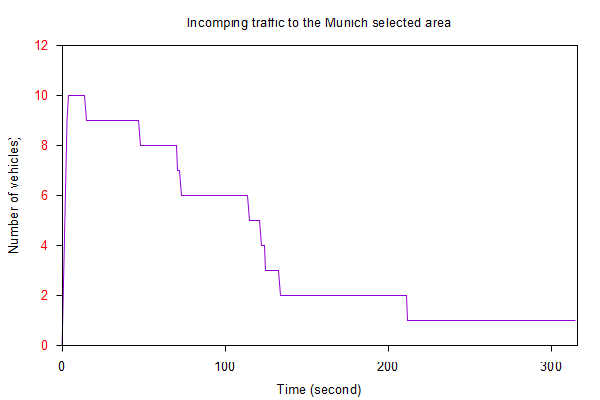 Incomping traffic to the Munich selected area
12
10
8
6
4
2
0
Number of vehicles)
0 100 200 300
Time (second)